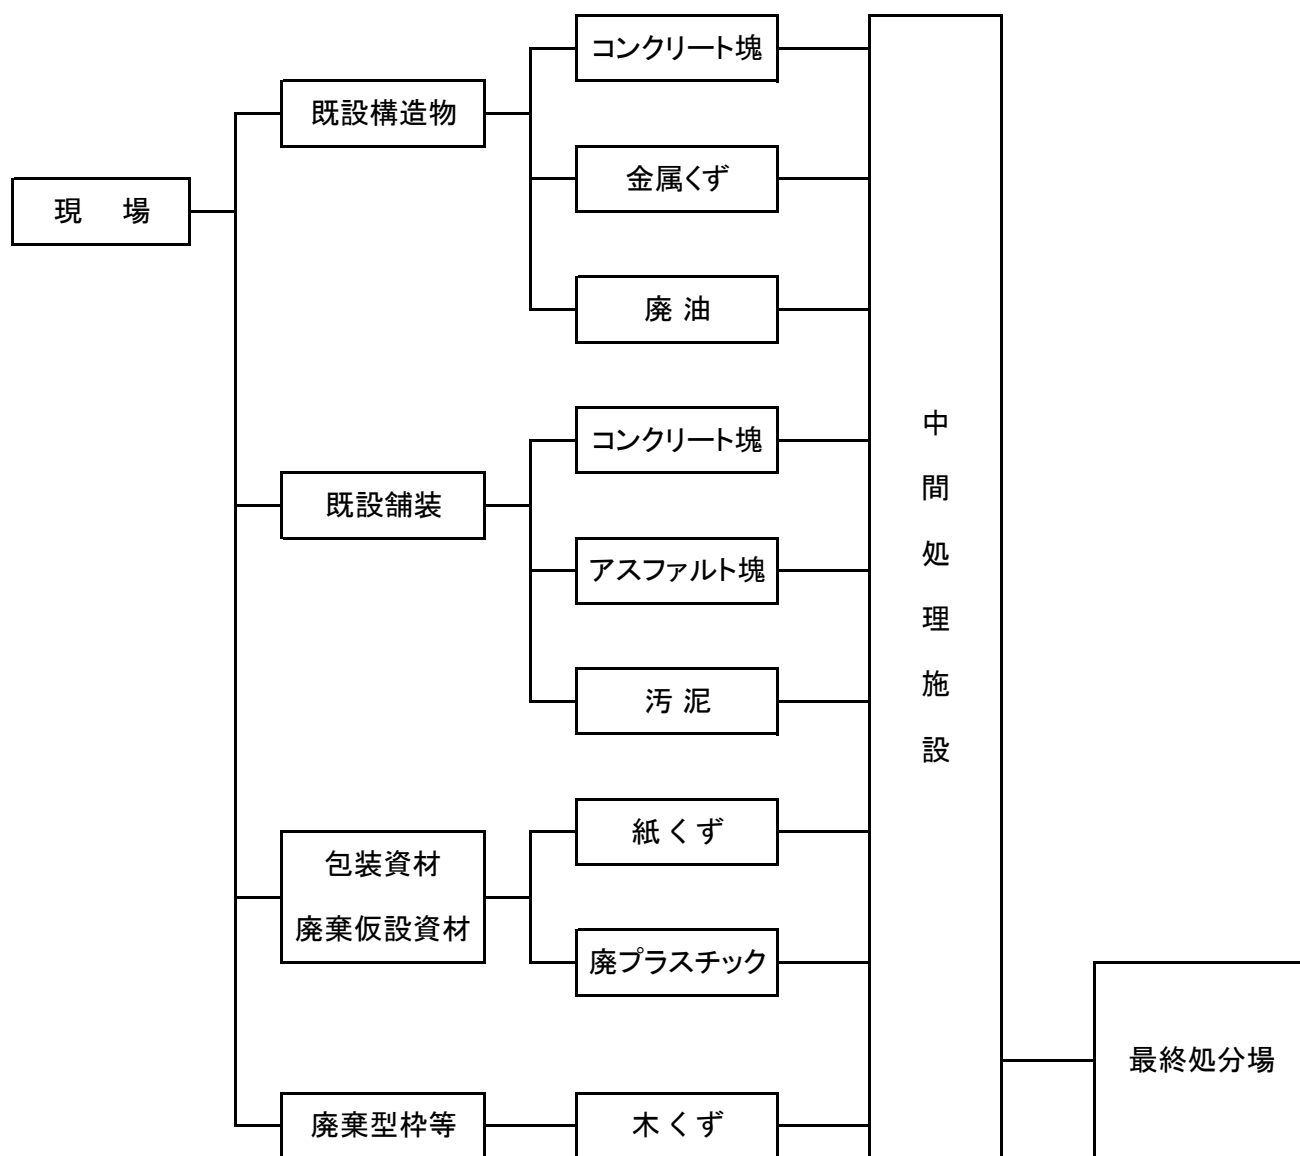 現 場
既設構造物
コンクリート塊
金属くず
廃 油
既設舗装
コンクリート塊
アスファルト塊
汚 泥
包装資材
廃棄仮設資材
紙 く ず
廃プラスチック
廃棄型枠等
木 く ず
中間処理施設
最終処分場